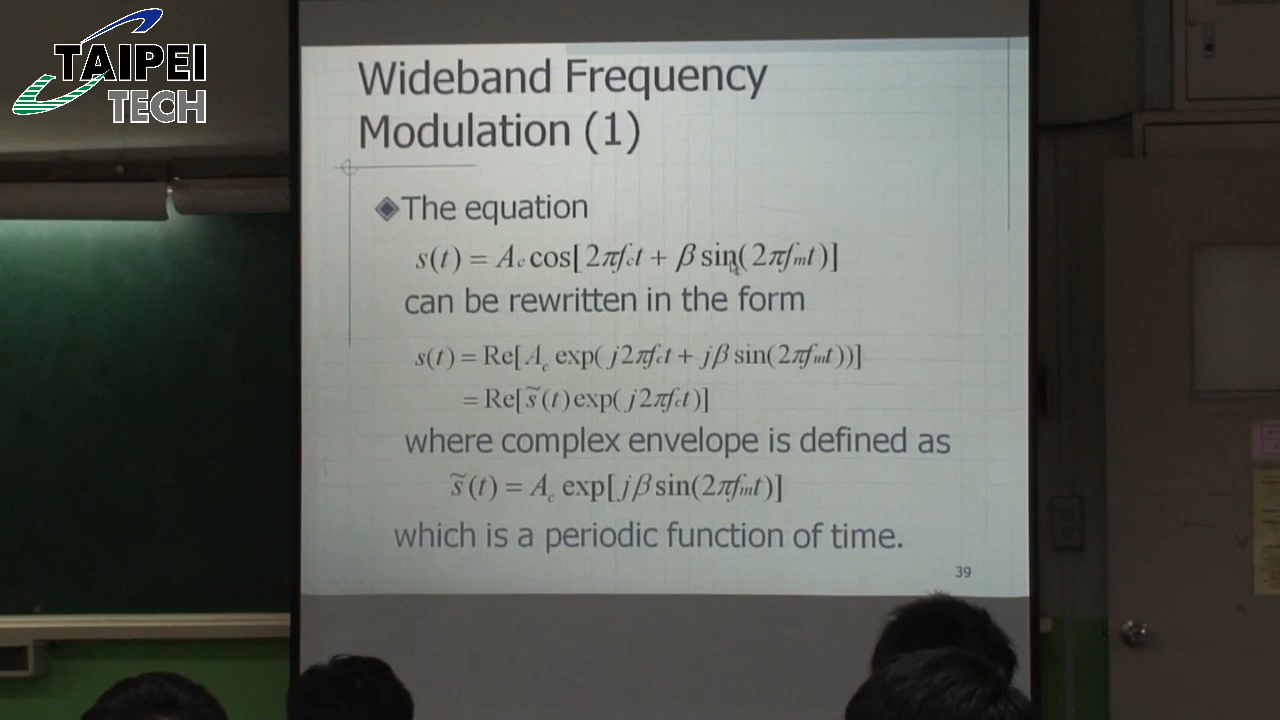 TAIPEI
TECH
Wideband Frequency
Modulation (1)
The equation
s(t) = A_c cos[2πf_c t + β sin(2πf_m t)]
can be rewritten in the form
s(t) = Re[A_c exp(j2πf_c t + jβ sin(2πf_m t))]
= Re[s̃(t) exp(j2πf_c t)]
where complex envelope is defined as
s̃(t) = A_c exp[jβ sin(2πf_m t)]
which is a periodic function of time.
39